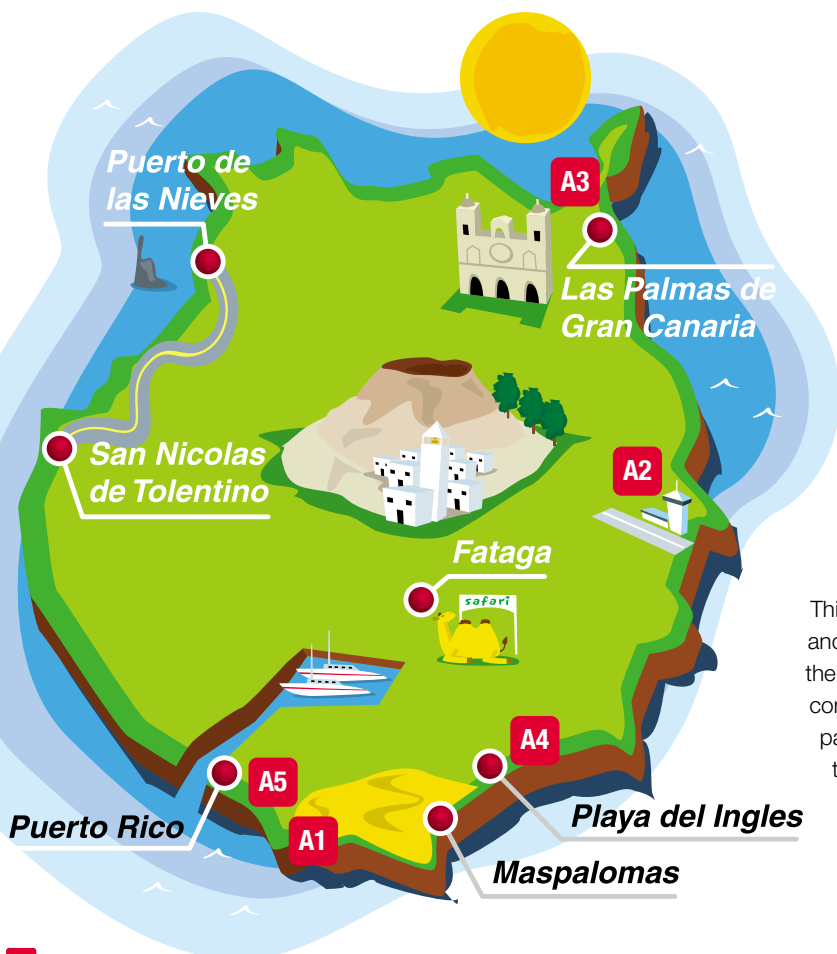 A3
Puerto de
las Nieves
Las Palmas de
Gran Canaria
San Nicolas
de Tolentino
A2
Fataga
safari
A4
A5
Puerto Rico
A1
Playa del Ingles
Maspalomas
the